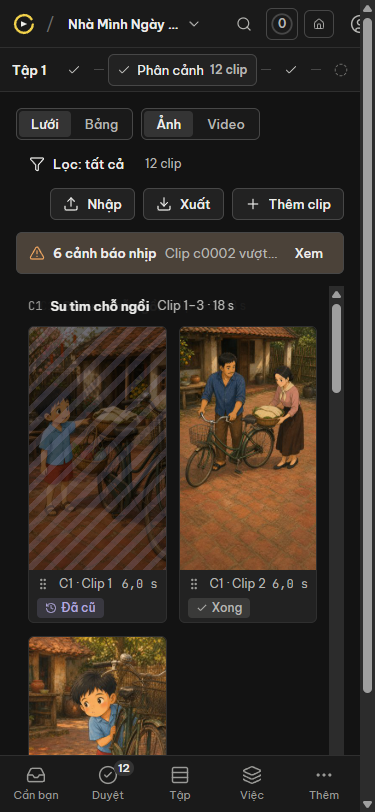 / Nhà Mình Ngày ... 0
Tập 1 Phân cảnh 12 clip
Lưới Bảng Ảnh Video
Lọc: tất cả 12 clip
Nhập Xuất Thêm clip
6 cảnh báo nhịp Clip c0002 vượt... Xem
C1 Su tìm chỗ ngồi Clip 1–3 · 18 s
C1 · Clip 1 6,0 s
Đã cũ
C1 · Clip 2 6,0 s
Xong
12
Cần bạn Duyệt Tập Việc Thêm